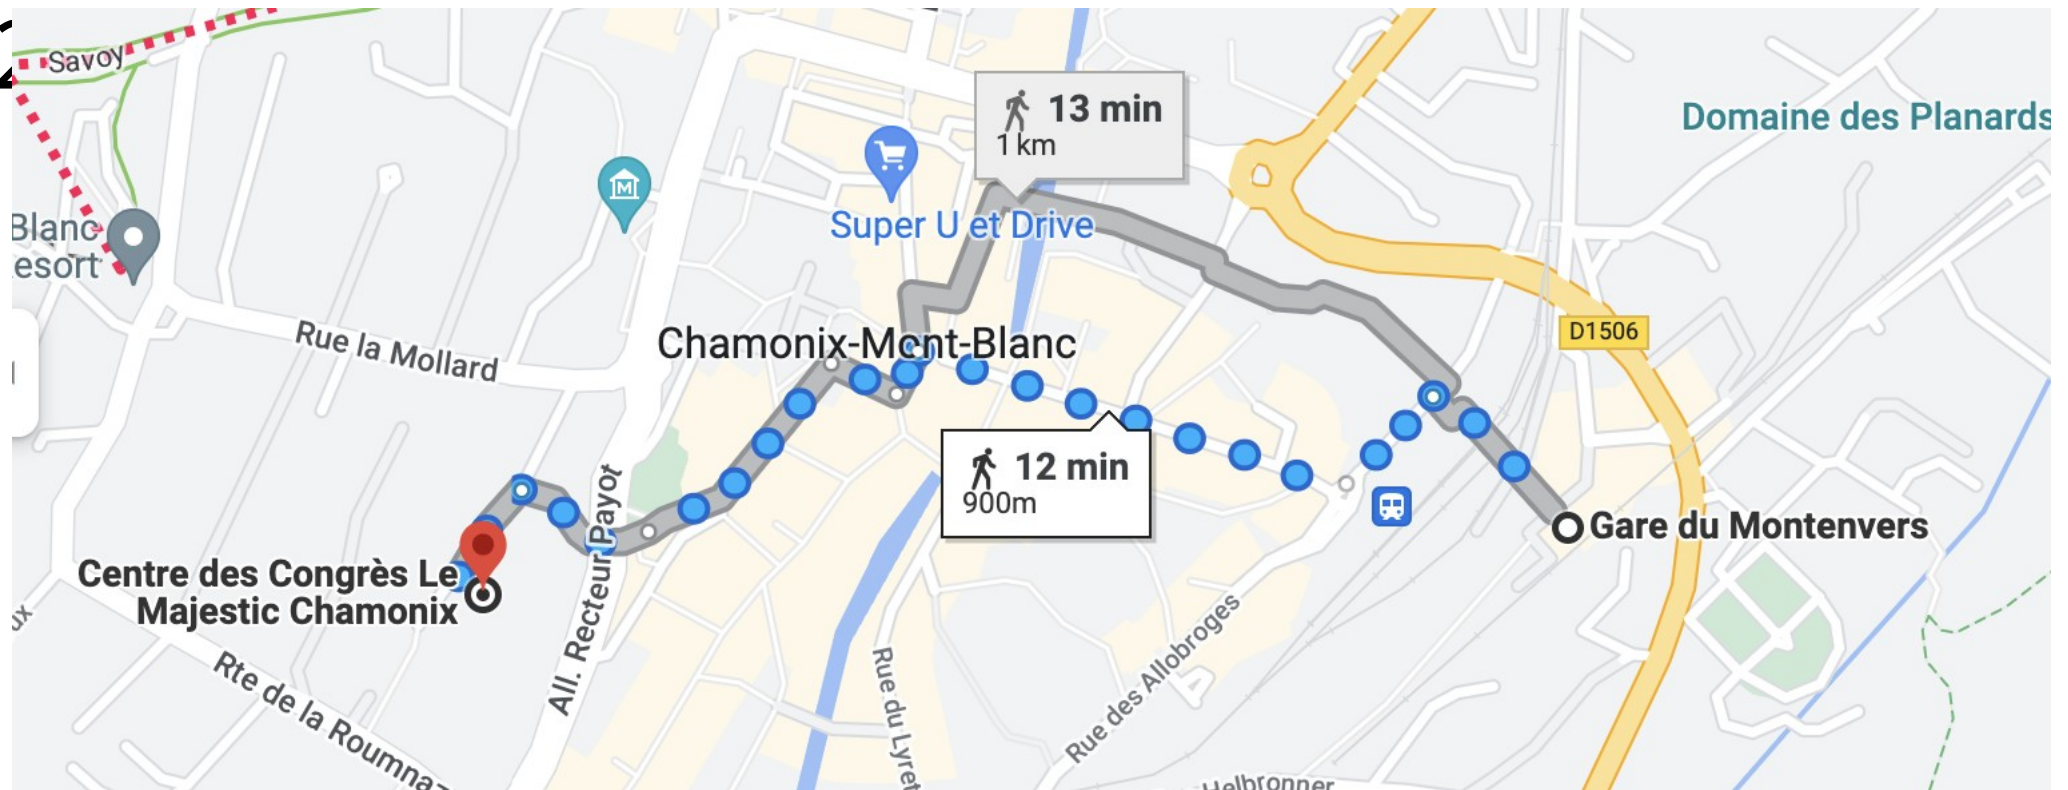 Savoy
13 min
1 km
Domaine des Planards
Blanc
esort
Super U et Drive
D1506
Rue la Mollard
Chamonix-Mont-Blanc
12 min
900m
Gare du Montenvers
Centre des Congrès Le
Majestic Chamonix
All. Recteur Payot
Rte de la Roumnaz
Rue du Lyret
Rue des Allobroges
Helbronner
ux
M